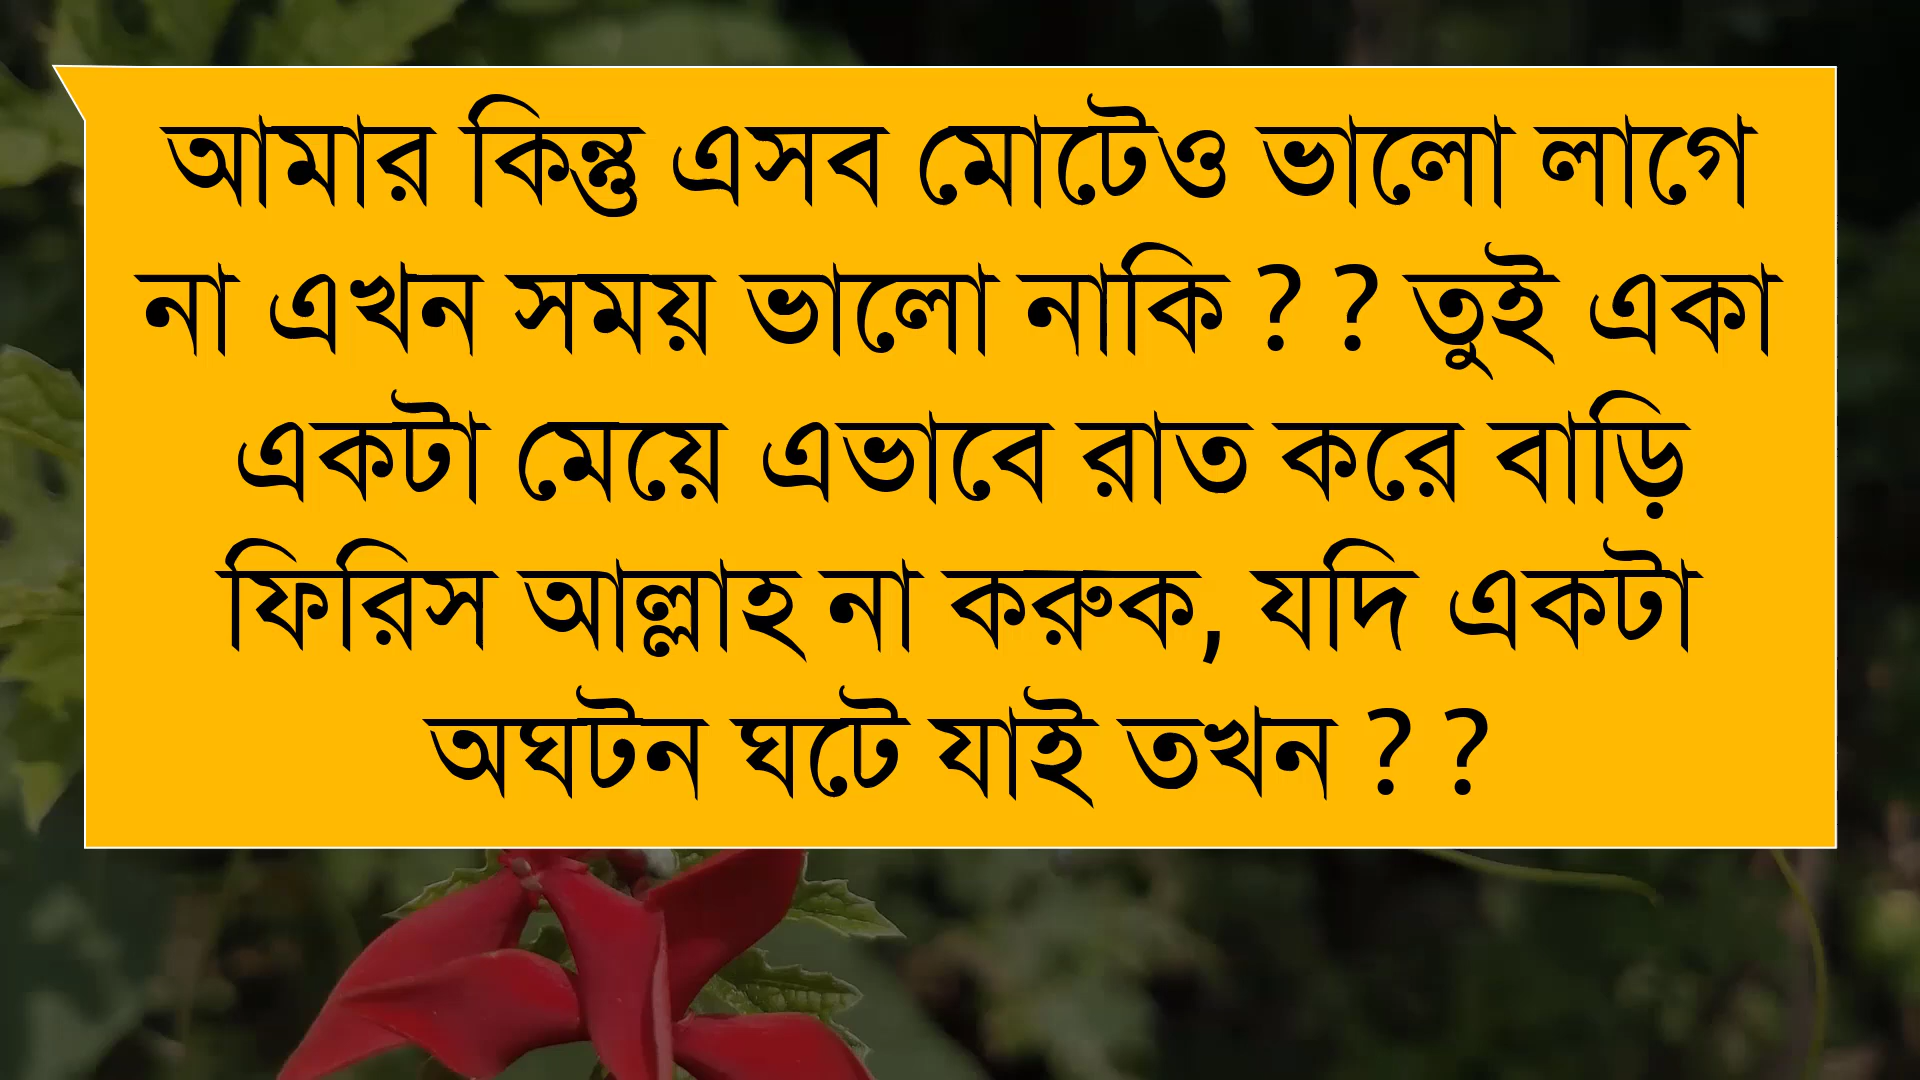 আমার কিন্তু এসব মোটেও ভালো লাগে
না এখন সময় ভালো নাকি ? ? তুই একা
একটা মেয়ে এভাবে রাত করে বাড়ি
ফিরিস আল্লাহ না করুক, যদি একটা
অঘটন ঘটে যাই তখন ? ?